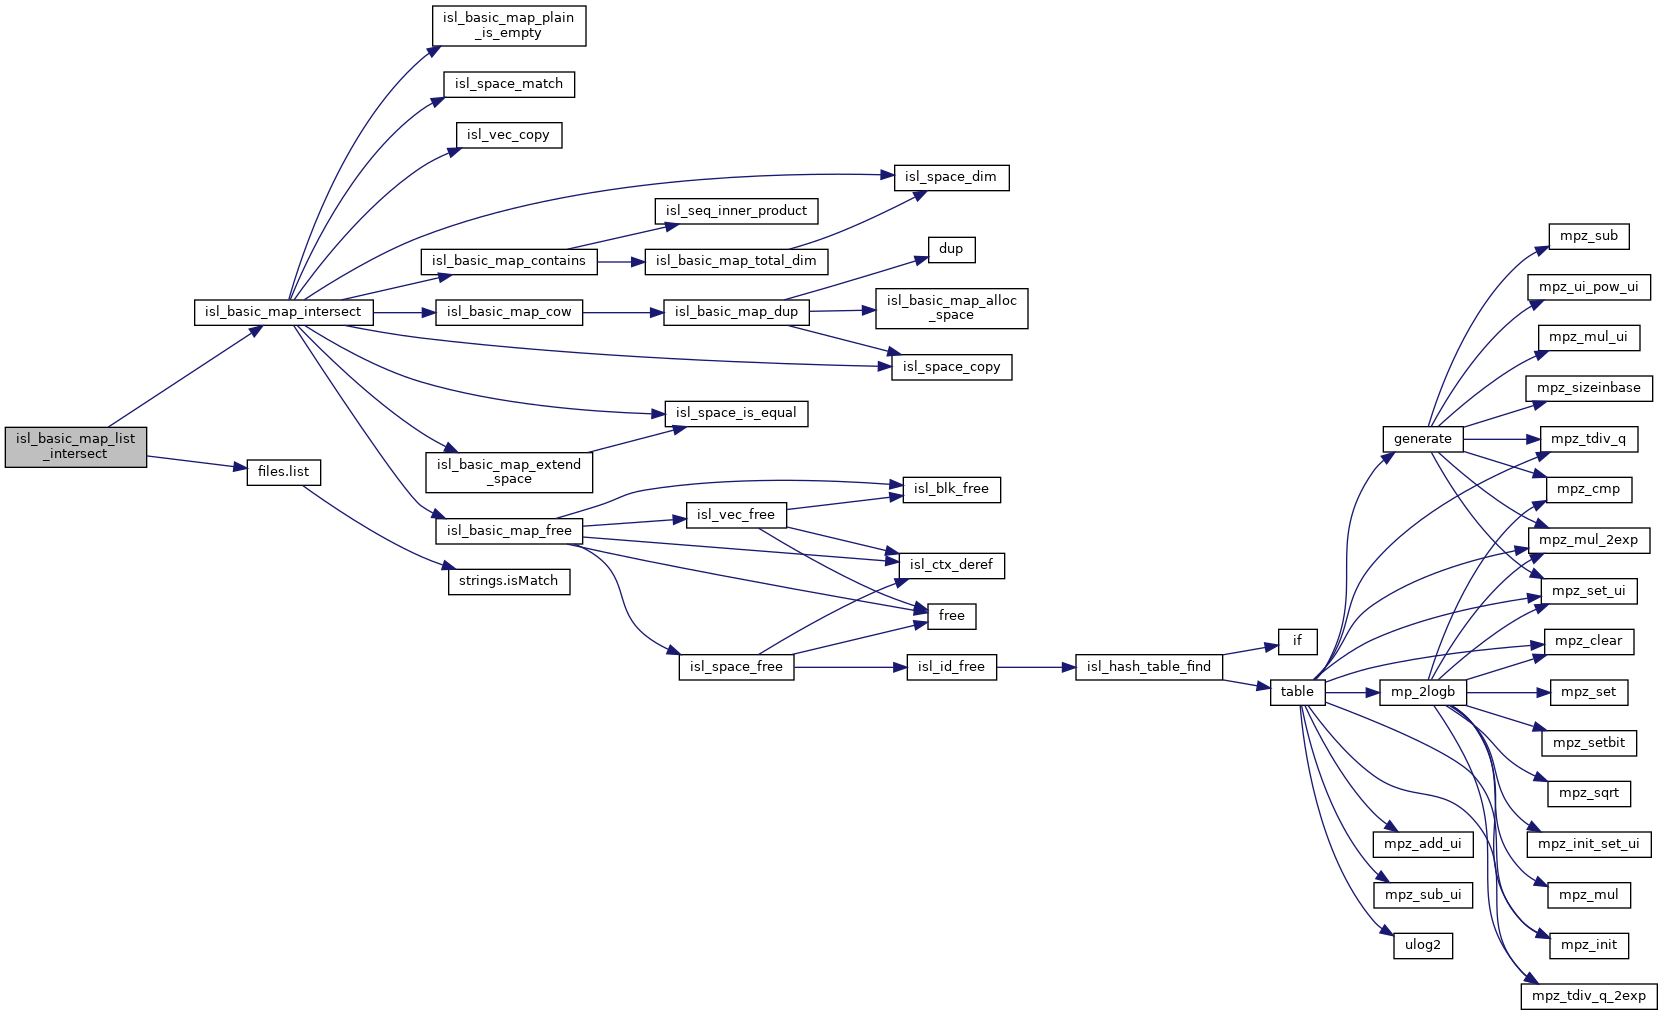 isl_basic_map_list
_intersect
isl_basic_map_intersect
files.list
isl_basic_map_plain
_is_empty
isl_space_match
isl_vec_copy
isl_basic_map_contains
isl_basic_map_cow
isl_basic_map_extend
_space
isl_basic_map_free
strings.isMatch
isl_seq_inner_product
isl_basic_map_total_dim
isl_basic_map_dup
isl_space_is_equal
isl_vec_free
isl_space_free
isl_space_dim
dup
isl_basic_map_alloc
_space
isl_space_copy
isl_blk_free
isl_ctx_deref
free
isl_id_free
isl_hash_table_find
if
table
generate
mp_2logb
mpz_add_ui
mpz_sub_ui
ulog2
mpz_sub
mpz_ui_pow_ui
mpz_mul_ui
mpz_sizeinbase
mpz_tdiv_q
mpz_cmp
mpz_mul_2exp
mpz_set_ui
mpz_clear
mpz_set
mpz_setbit
mpz_sqrt
mpz_init_set_ui
mpz_mul
mpz_init
mpz_tdiv_q_2exp